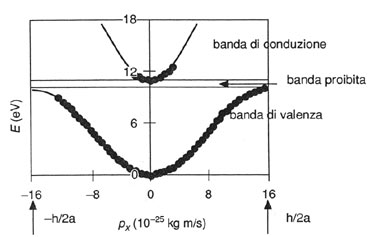 18
banda di conduzione
12
banda proibita
E (eV)
6
banda di valenza
0
−16
−8
0
8
16
−h/2a
px (10⁻²⁵ kg m/s)
h/2a